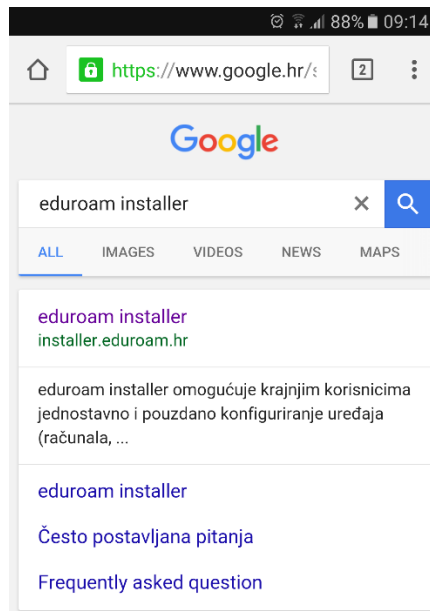 88% 09:14
https://www.google.hr/s
2
Google
eduroam installer
ALL IMAGES VIDEOS NEWS MAPS
eduroam installer
installer.eduroam.hr
eduroam installer omogućuje krajnjim korisnicima
jednostavno i pouzdano konfiguriranje uređaja
(računala, ...
eduroam installer
Često postavljana pitanja
Frequently asked question